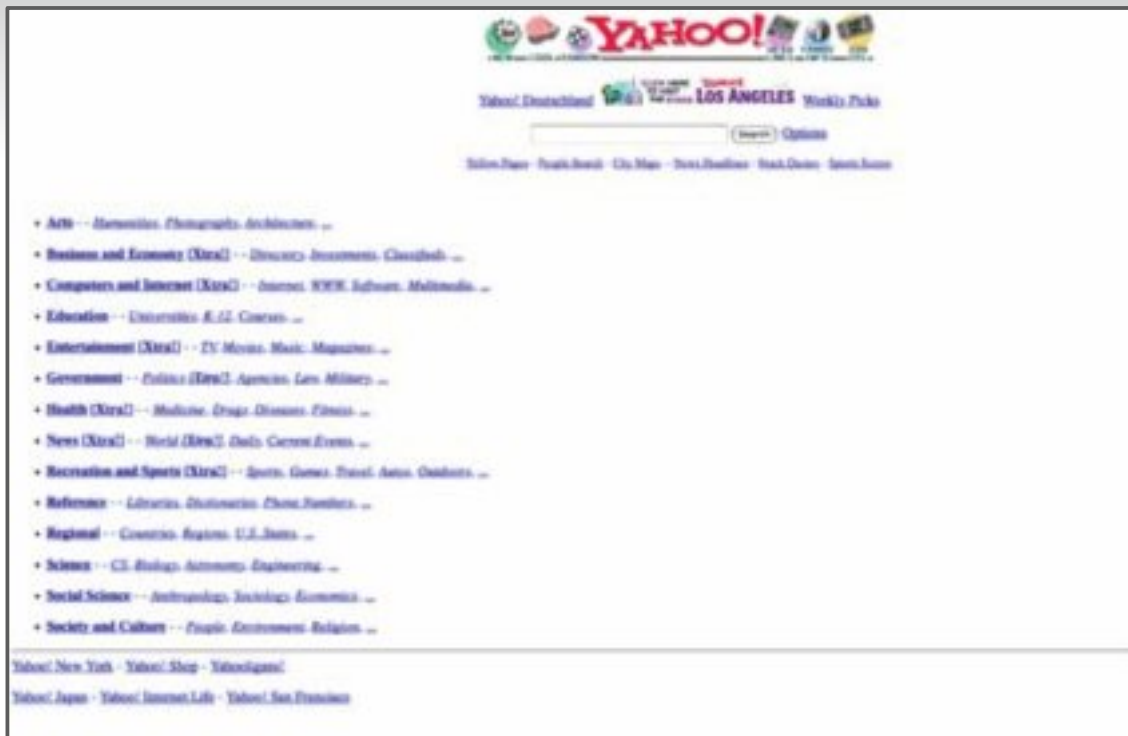 YAHOO!
Yahoo! Deutschland CLICK HERE TO VISIT YAHOO! LOS ANGELES Weekly Picks
Search Options
Yellow Pages - People Search - City Maps - News Headlines - Stock Quotes - Sports Scores
• Arts - - Humanities, Photography, Architecture, ...
• Business and Economy [Xtra!] - - Directory, Investments, Classifieds, ...
• Computers and Internet [Xtra!] - - Internet, WWW, Software, Multimedia, ...
• Education - - Universities, K-12, Courses, ...
• Entertainment [Xtra!] - - TV, Movies, Music, Magazines, ...
• Government - - Politics [Xtra!], Agencies, Law, Military, ...
• Health [Xtra!] - - Medicine, Drugs, Diseases, Fitness, ...
• News [Xtra!] - - World [Xtra!], Daily, Current Events, ...
• Recreation and Sports [Xtra!] - - Sports, Games, Travel, Autos, Outdoors, ...
• Reference - - Libraries, Dictionaries, Phone Numbers, ...
• Regional - - Countries, Regions, U.S. States, ...
• Science - - CS, Biology, Astronomy, Engineering, ...
• Social Science - - Anthropology, Sociology, Economics, ...
• Society and Culture - - People, Environment, Religion, ...
Yahoo! New York - Yahoo! Shop - Yahooligans!
Yahoo! Japan - Yahoo! Internet Life - Yahoo! San Francisco